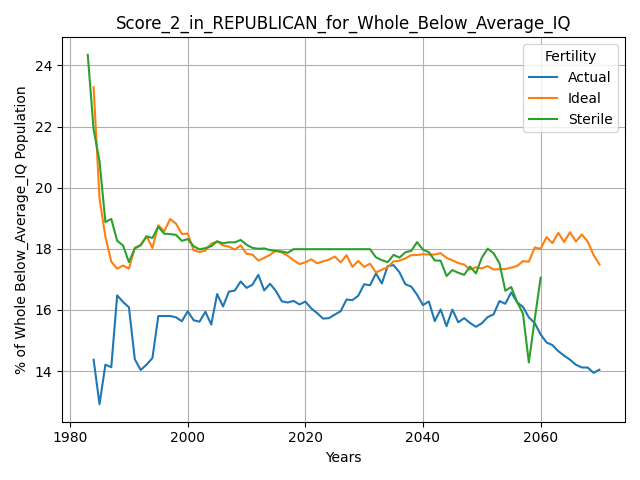 Score_2_in_REPUBLICAN_for_Whole_Below_Average_IQ
% of Whole Below_Average_IQ Population
24
22
20
18
16
14
Fertility
Actual
Ideal
Sterile
1980
2000
2020
2040
2060
Years